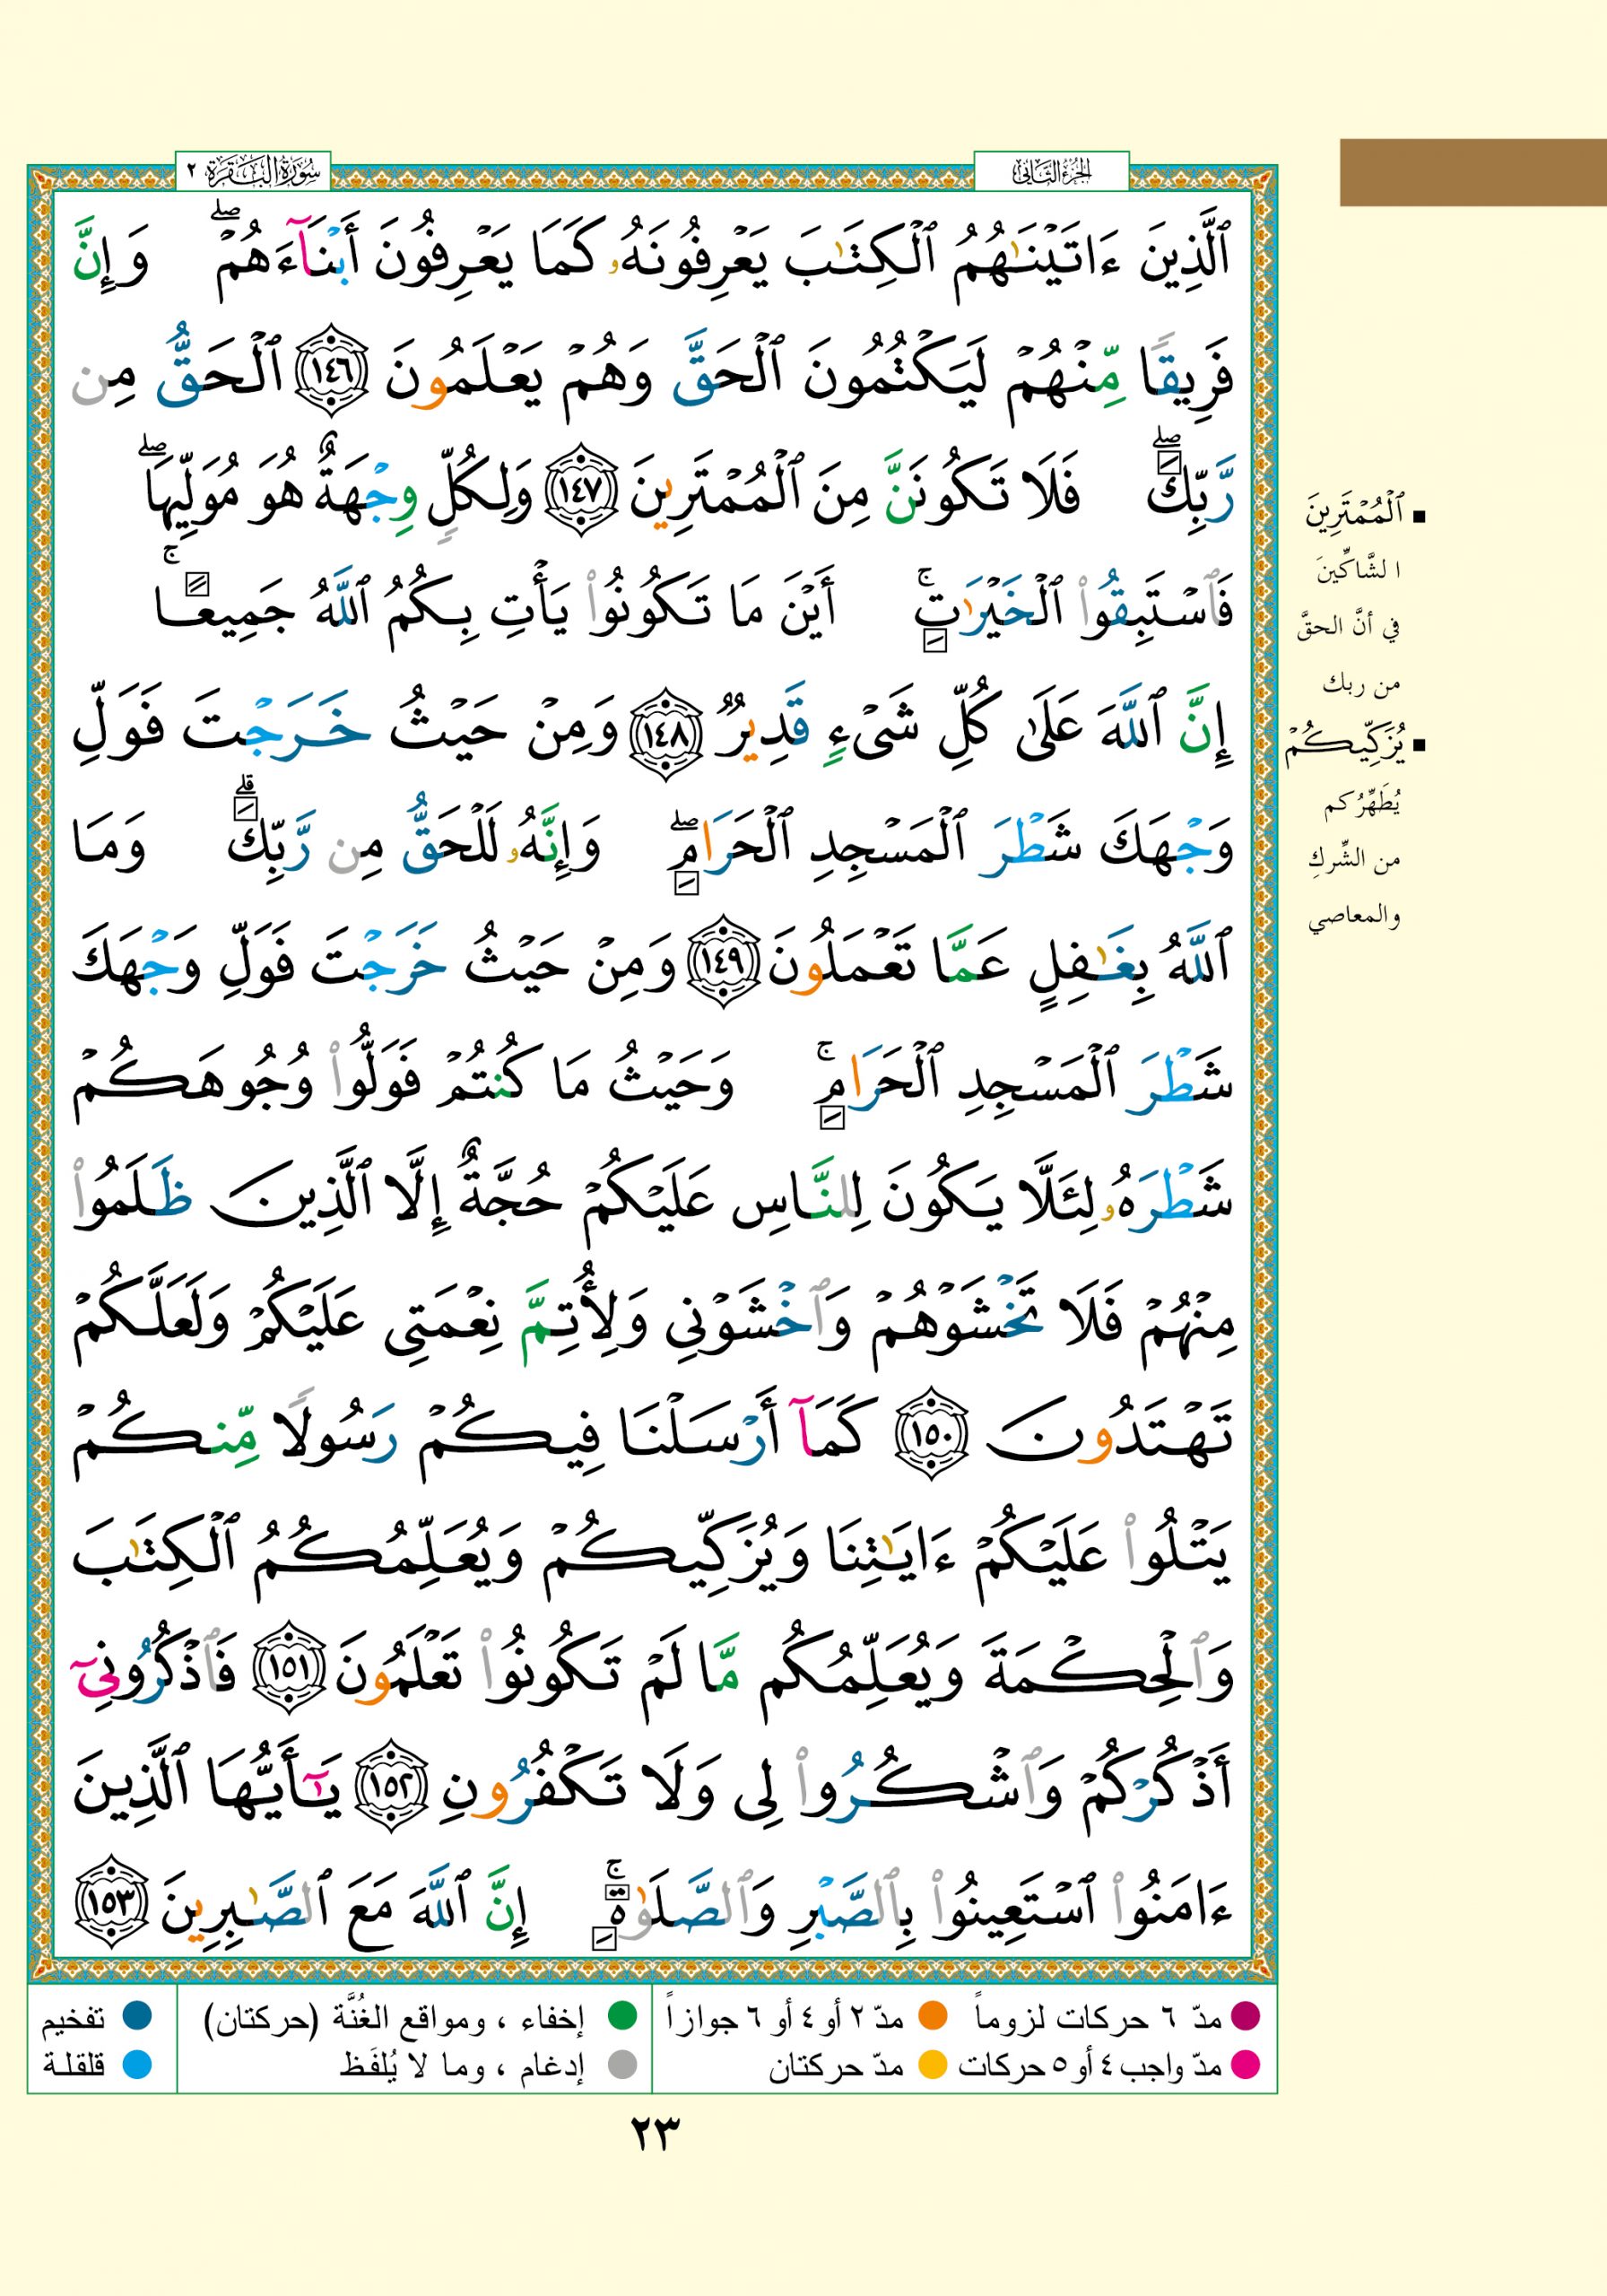 الجزء الثاني
سورة البقرة ٢
ٱلَّذِينَ ءَاتَيْنَٰهُمُ ٱلْكِتَٰبَ يَعْرِفُونَهُۥ كَمَا يَعْرِفُونَ أَبْنَآءَهُمْ ۖ وَإِنَّ
فَرِيقًا مِّنْهُمْ لَيَكْتُمُونَ ٱلْحَقَّ وَهُمْ يَعْلَمُونَ ١٤٦ ٱلْحَقُّ مِن
رَّبِّكَ ۖ فَلَا تَكُونَنَّ مِنَ ٱلْمُمْتَرِينَ ١٤٧ وَلِكُلٍّ وِجْهَةٌ هُوَ مُوَلِّيهَا ۖ
فَٱسْتَبِقُوا۟ ٱلْخَيْرَٰتِ ۚ أَيْنَ مَا تَكُونُوا۟ يَأْتِ بِكُمُ ٱللَّهُ جَمِيعًا ۚ
إِنَّ ٱللَّهَ عَلَىٰ كُلِّ شَىْءٍ قَدِيرٌ ١٤٨ وَمِنْ حَيْثُ خَرَجْتَ فَوَلِّ
وَجْهَكَ شَطْرَ ٱلْمَسْجِدِ ٱلْحَرَامِ ۖ وَإِنَّهُۥ لَلْحَقُّ مِن رَّبِّكَ ۗ وَمَا
ٱللَّهُ بِغَٰفِلٍ عَمَّا تَعْمَلُونَ ١٤٩ وَمِنْ حَيْثُ خَرَجْتَ فَوَلِّ وَجْهَكَ
شَطْرَ ٱلْمَسْجِدِ ٱلْحَرَامِ ۚ وَحَيْثُ مَا كُنتُمْ فَوَلُّوا۟ وُجُوهَكُمْ
شَطْرَهُۥ لِئَلَّا يَكُونَ لِلنَّاسِ عَلَيْكُمْ حُجَّةٌ إِلَّا ٱلَّذِينَ ظَلَمُوا۟
مِنْهُمْ فَلَا تَخْشَوْهُمْ وَٱخْشَوْنِى وَلِأُتِمَّ نِعْمَتِى عَلَيْكُمْ وَلَعَلَّكُمْ
تَهْتَدُونَ ١٥٠ كَمَآ أَرْسَلْنَا فِيكُمْ رَسُولًا مِّنكُمْ
يَتْلُوا۟ عَلَيْكُمْ ءَايَٰتِنَا وَيُزَكِّيكُمْ وَيُعَلِّمُكُمُ ٱلْكِتَٰبَ
وَٱلْحِكْمَةَ وَيُعَلِّمُكُم مَّا لَمْ تَكُونُوا۟ تَعْلَمُونَ ١٥١ فَٱذْكُرُونِىٓ
أَذْكُرْكُمْ وَٱشْكُرُوا۟ لِى وَلَا تَكْفُرُونِ ١٥٢ يَٰٓأَيُّهَا ٱلَّذِينَ
ءَامَنُوا۟ ٱسْتَعِينُوا۟ بِٱلصَّبْرِ وَٱلصَّلَوٰةِ ۚ إِنَّ ٱللَّهَ مَعَ ٱلصَّٰبِرِينَ ١٥٣
▪ ٱلْمُمْتَرِينَ
الشَّاكِّينَ
في أنَّ الحقَّ
من ربك
▪ يُزَكِّيكُمْ
يُطَهِّرُكم
من الشِّركِ
والمعاصي
مدّ ٦ حركات لزوماً
مدّ ٢ أو ٤ أو ٦ جوازاً
إخفاء ، ومواقع الغُنَّة (حركتان)
تفخيم
مدّ واجب ٤ أو ٥ حركات
مدّ حركتان
إدغام ، وما لا يُلفَظ
قلقلة
٢٣